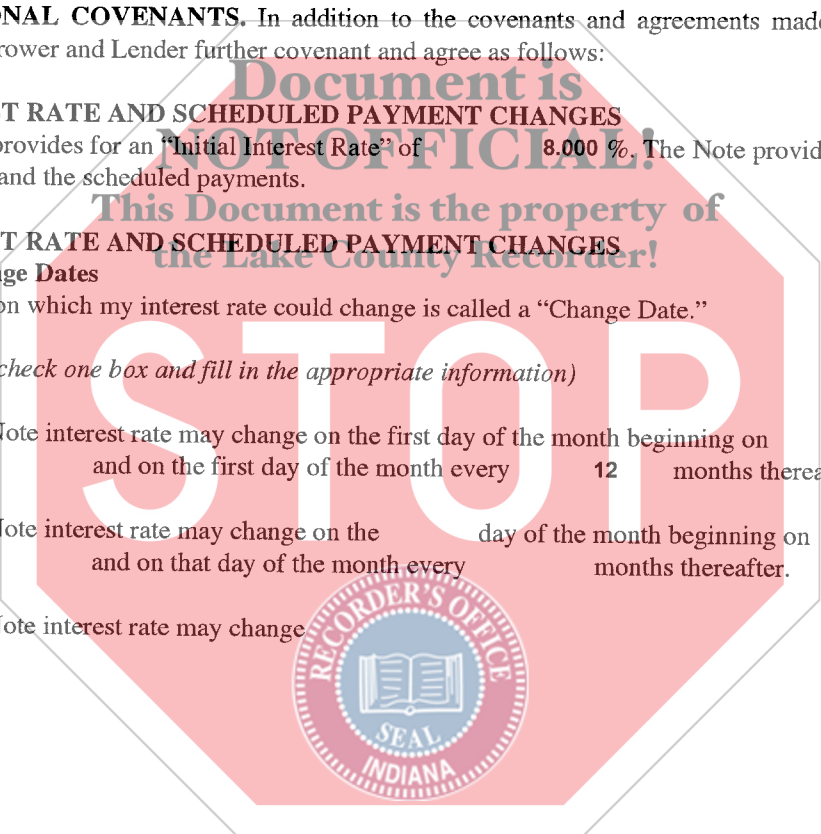 NAL COVENANTS. In addition to the covenants and agreements made
rower and Lender further covenant and agree as follows:
Document is
T RATE AND SCHEDULED PAYMENT CHANGES
provides for an “Initial Interest Rate” of 8.000 %. The Note provid
NOT OFFICIAL!
and the scheduled payments.
This Document is the property of
T RATE AND SCHEDULED PAYMENT CHANGES
the Lake County Recorder!
ge Dates
on which my interest rate could change is called a “Change Date.”
STOP
check one box and fill in the appropriate information)
Note interest rate may change on the first day of the month beginning on
and on the first day of the month every 12 months therea
Note interest rate may change on the day of the month beginning on
and on that day of the month every months thereafter.
Note interest rate may change
RECORDER'S OFFICE
SEAL
INDIANA